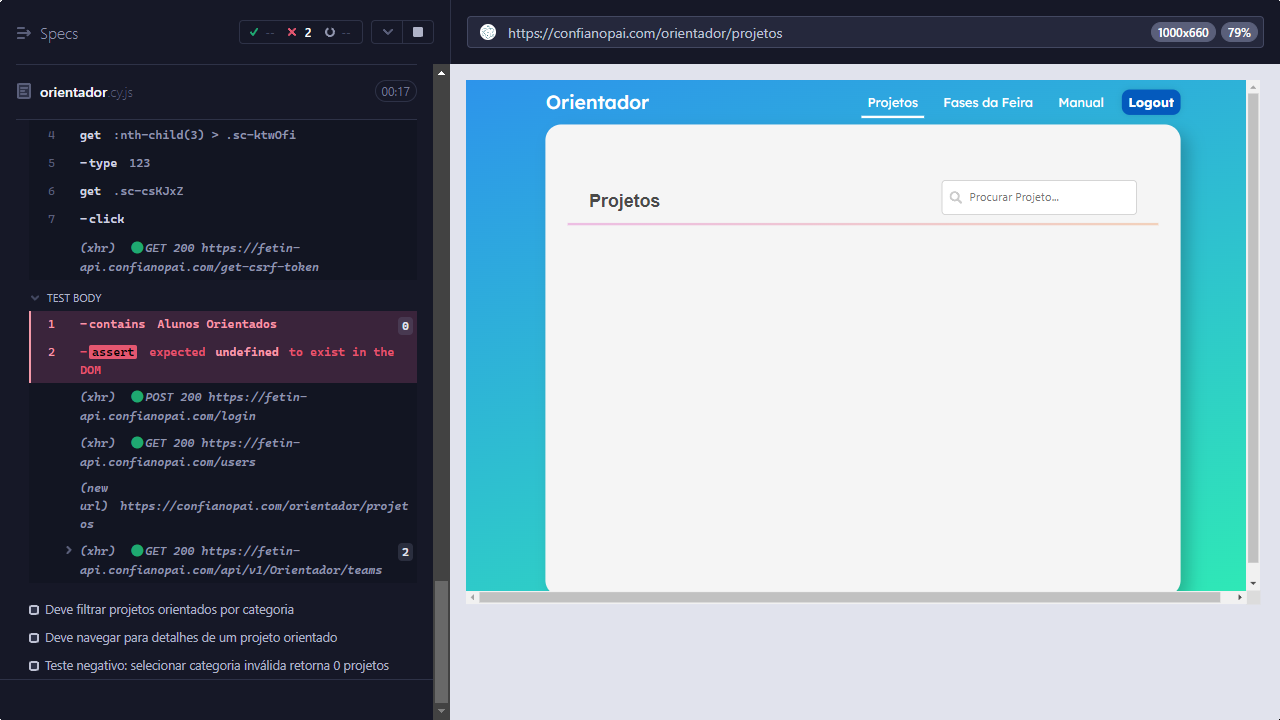 Specs
-- 2 --
https://confianopai.com/orientador/projetos
1000x660
79%
orientador.cy.js
00:17
4 get :nth-child(3) > .sc-ktwOfi
5 -type 123
6 get .sc-csKJxZ
7 -click
(xhr) GET 200 https://fetin-
api.confianopai.com/get-csrf-token
TEST BODY
1 -contains Alunos Orientados 0
2 -assert expected undefined to exist in the
DOM
(xhr) POST 200 https://fetin-
api.confianopai.com/login
(xhr) GET 200 https://fetin-
api.confianopai.com/users
(new
url) https://confianopai.com/orientador/projet
os
(xhr) GET 200 https://fetin- 2
api.confianopai.com/api/v1/Orientador/teams
Deve filtrar projetos orientados por categoria
Deve navegar para detalhes de um projeto orientado
Teste negativo: selecionar categoria inválida retorna 0 projetos
Orientador
Projetos
Fases da Feira
Manual
Logout
Projetos
Procurar Projeto...